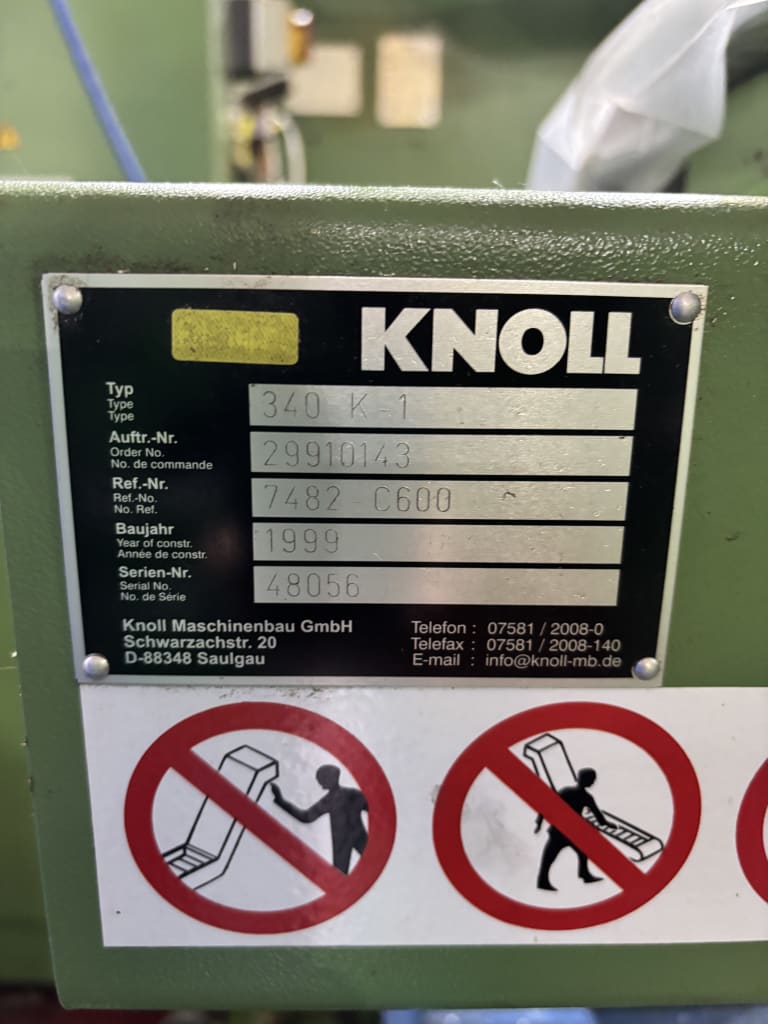 KNOLL
Typ
Type
Type
340 K-1
Auftr.-Nr.
Order No.
No. de commande
29910143
Ref.-Nr.
Ref.-No.
No. Ref.
7482-C600
Baujahr
Year of constr.
Année de constr.
1999
Serien-Nr.
Serial No.
No. de Série
48056
Knoll Maschinenbau GmbH
Schwarzachstr. 20
D-88348 Saulgau
Telefon : 07581 / 2008-0
Telefax : 07581 / 2008-140
E-mail : info@knoll-mb.de